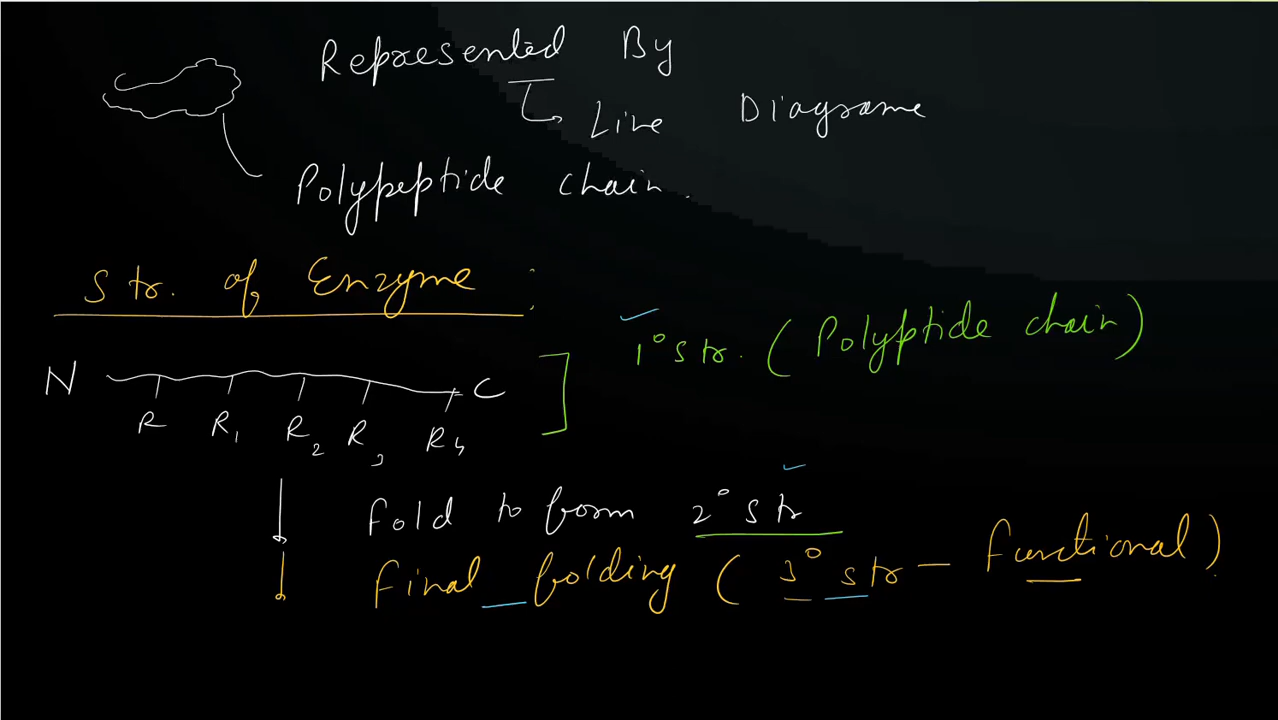 Represented By
Line Diagrame
Polypeptide chain.
Str. of Enzyme :
1° str. (Polyptide chain)
N C
R R1 R2 R3 R4
fold to form 2° str
final folding ( 3° str – functional)